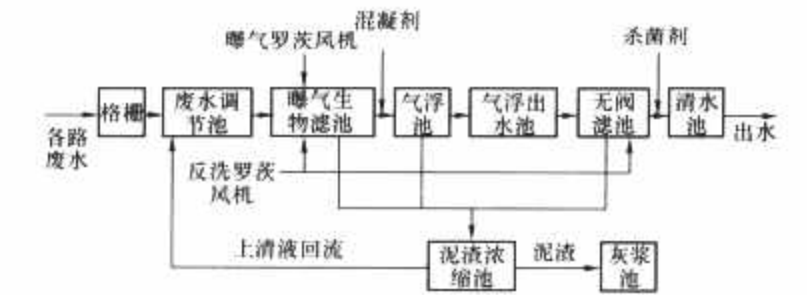 混凝剂
曝气罗茨风机
杀菌剂
各路
废水
格栅
废水调
节池
曝气生
物滤池
气浮
池
气浮出
水池
无阀
滤池
清水
池
出水
反洗罗茨
风机
上清液回流
泥渣浓
缩池
泥渣
灰浆
池